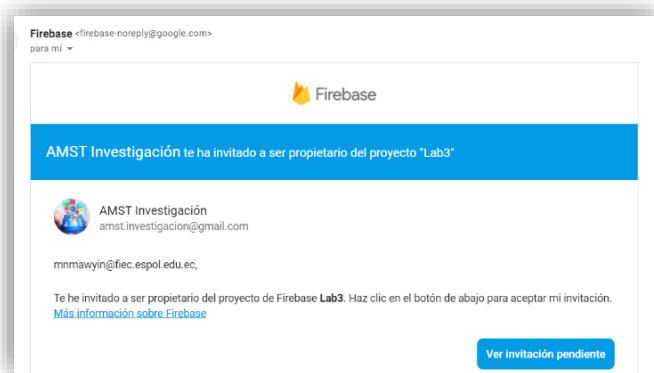 Firebase <firebase-noreply@google.com>
para mí
Firebase
AMST Investigación te ha invitado a ser propietario del proyecto "Lab3"
AMST Investigación
amst.investigacion@gmail.com
mnmawyin@fiec.espol.edu.ec,
Te he invitado a ser propietario del proyecto de Firebase Lab3. Haz clic en el botón de abajo para aceptar mi invitación.
Más información sobre Firebase
Ver invitación pendiente